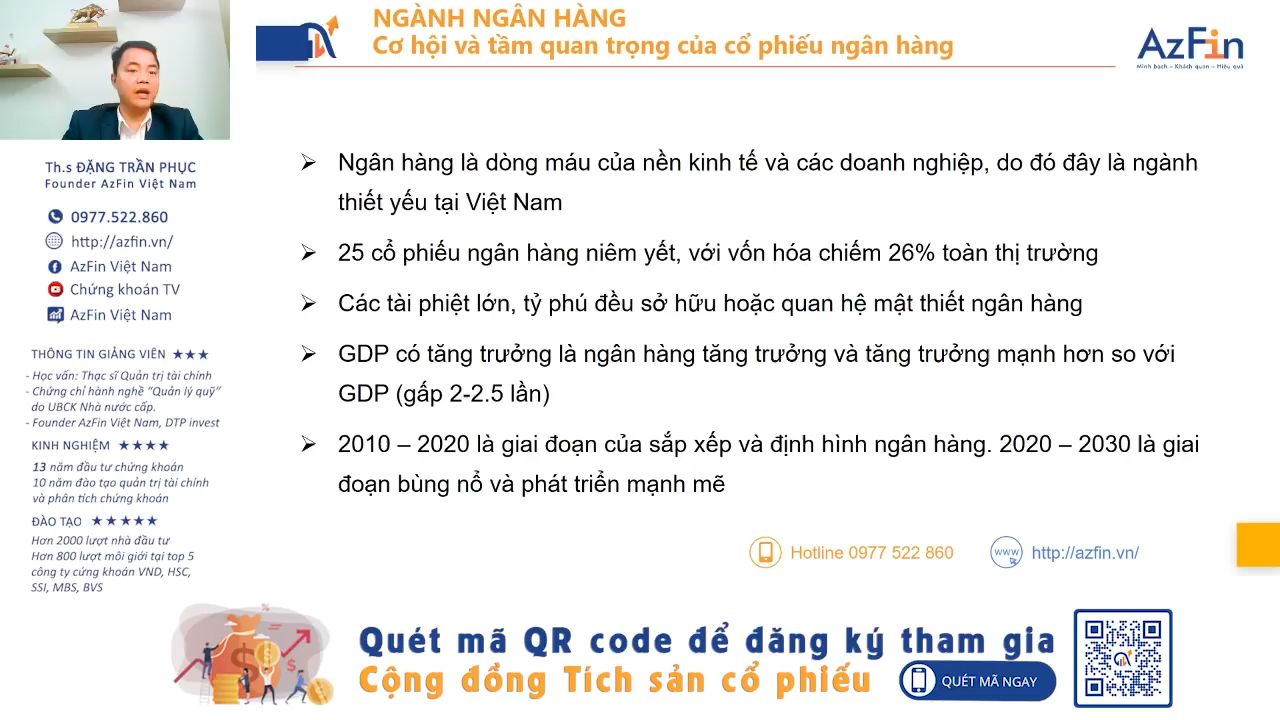 NGÀNH NGÂN HÀNG
Cơ hội và tầm quan trọng của cổ phiếu ngân hàng
AzFin
Minh bạch – Khách quan – Hiệu quả
Th.s ĐẶNG TRẦN PHỤC
Founder AzFin Việt Nam
0977.522.860
http://azfin.vn/
AzFin Việt Nam
Chứng khoán TV
AzFin Việt Nam
THÔNG TIN GIẢNG VIÊN ★★★
- Học vấn: Thạc sĩ Quản trị tài chính
- Chứng chỉ hành nghề “Quản lý quỹ”
do UBCK Nhà nước cấp.
- Founder AzFin Việt Nam, DTP invest
KINH NGHIỆM ★★★★
13 năm đầu tư chứng khoán
10 năm đào tạo quản trị tài chính
và phân tích chứng khoán
ĐÀO TẠO ★★★★★
Hơn 2000 lượt nhà đầu tư
Hơn 800 lượt môi giới tại top 5
công ty cứng khoán VND, HSC,
SSI, MBS, BVS
➢ Ngân hàng là dòng máu của nền kinh tế và các doanh nghiệp, do đó đây là ngành
thiết yếu tại Việt Nam
➢ 25 cổ phiếu ngân hàng niêm yết, với vốn hóa chiếm 26% toàn thị trường
➢ Các tài phiệt lớn, tỷ phú đều sở hữu hoặc quan hệ mật thiết ngân hàng
➢ GDP có tăng trưởng là ngân hàng tăng trưởng và tăng trưởng mạnh hơn so với
GDP (gấp 2-2.5 lần)
➢ 2010 – 2020 là giai đoạn của sắp xếp và định hình ngân hàng. 2020 – 2030 là giai
đoạn bùng nổ và phát triển mạnh mẽ
Hotline 0977 522 860
www
http://azfin.vn/
Quét mã QR code để đăng ký tham gia
Cộng đồng Tích sản cổ phiếu
QUÉT MÃ NGAY